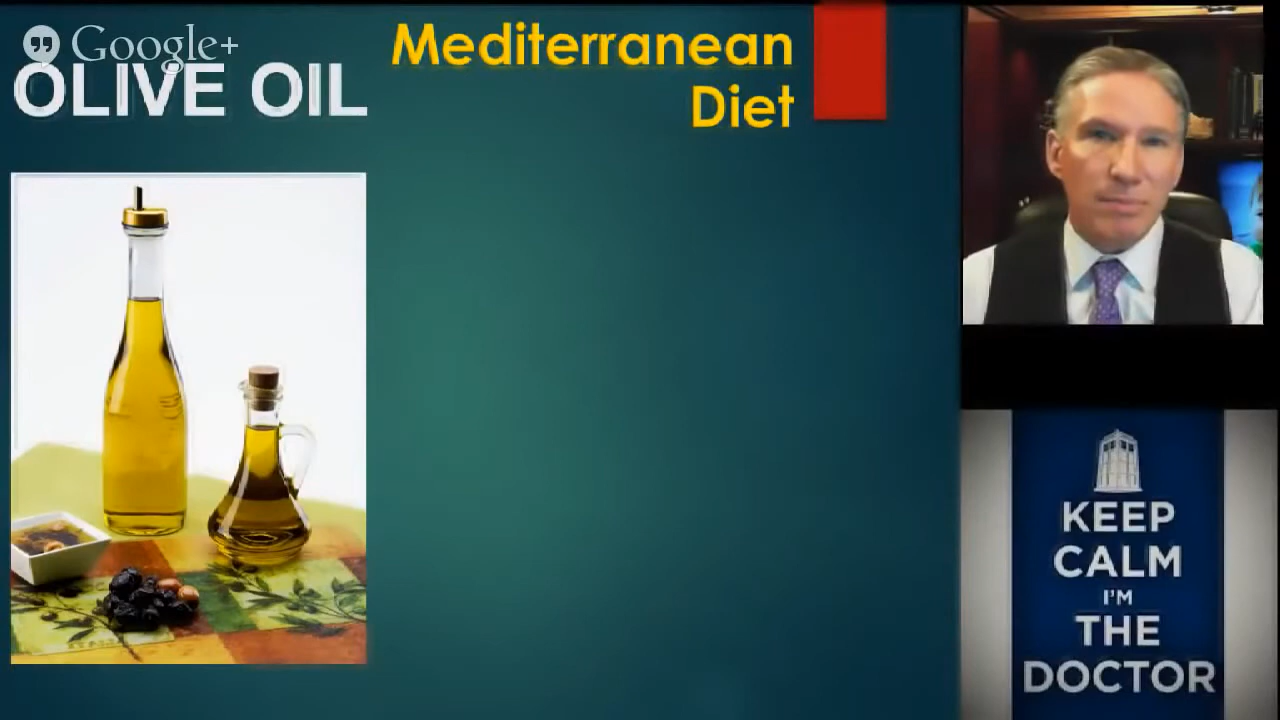 Google+
OLIVE OIL
Mediterranean
Diet
KEEP
CALM
I'M
THE
DOCTOR